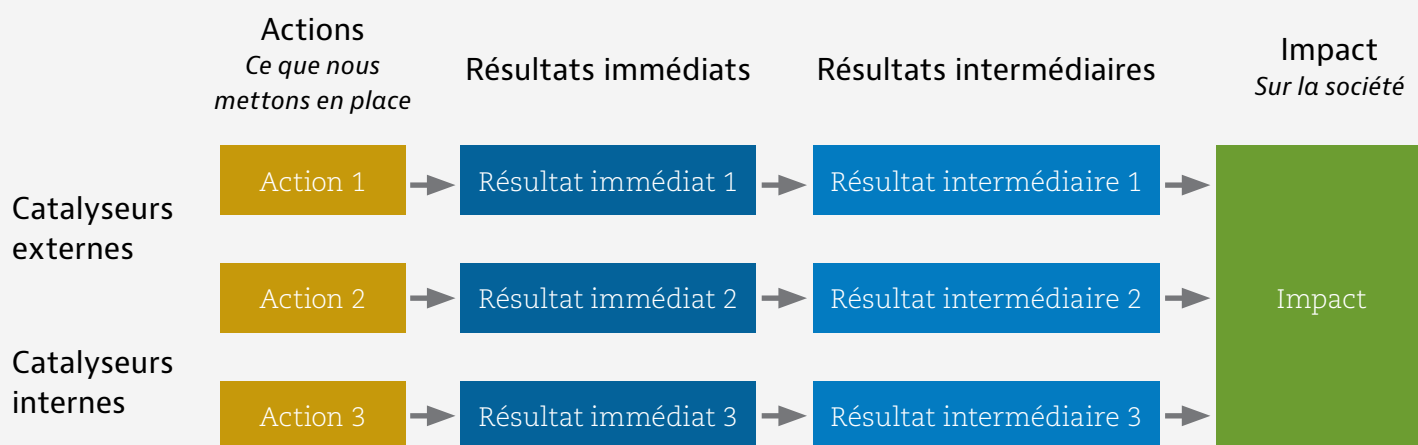 Actions
Ce que nous
mettons en place
Résultats immédiats
Résultats intermédiaires
Impact
Sur la société
Catalyseurs
externes
Catalyseurs
internes
Action 1
Résultat immédiat 1
Résultat intermédiaire 1
Action 2
Résultat immédiat 2
Résultat intermédiaire 2
Impact
Action 3
Résultat immédiat 3
Résultat intermédiaire 3